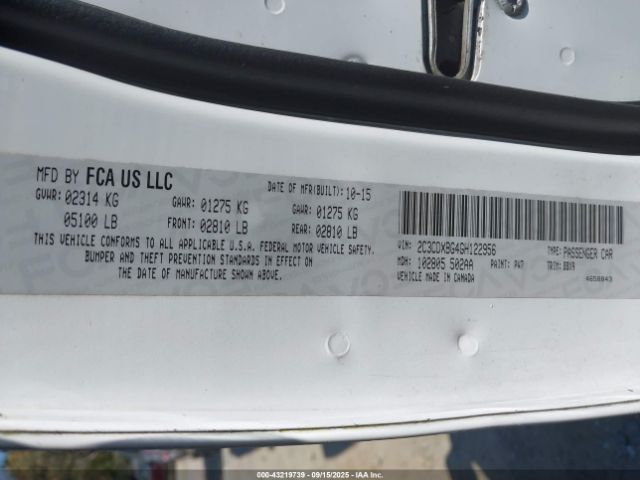 MFD BY FCA US LLC
DATE OF MFR(BUILT): 10-15
GVWR: 02314 KG
GAWR: 01275 KG
GAWR: 01275 KG
05100 LB
FRONT: 02810 LB
REAR: 02810 LB
THIS VEHICLE CONFORMS TO ALL APPLICABLE U.S.A. FEDERAL MOTOR VEHICLE SAFETY,
BUMPER AND THEFT PREVENTION STANDARDS IN EFFECT ON
THE DATE OF MANUFACTURE SHOWN ABOVE.
VIN: 2C3CDXBG4GH122956
TYPE: PASSENGER CAR
MDH: 102805 502AA
PAINT: PW7
TRIM: BBX9
VEHICLE MADE IN CANADA
4658843
000-43219739 - 09/15/2025 - IAA, Inc.